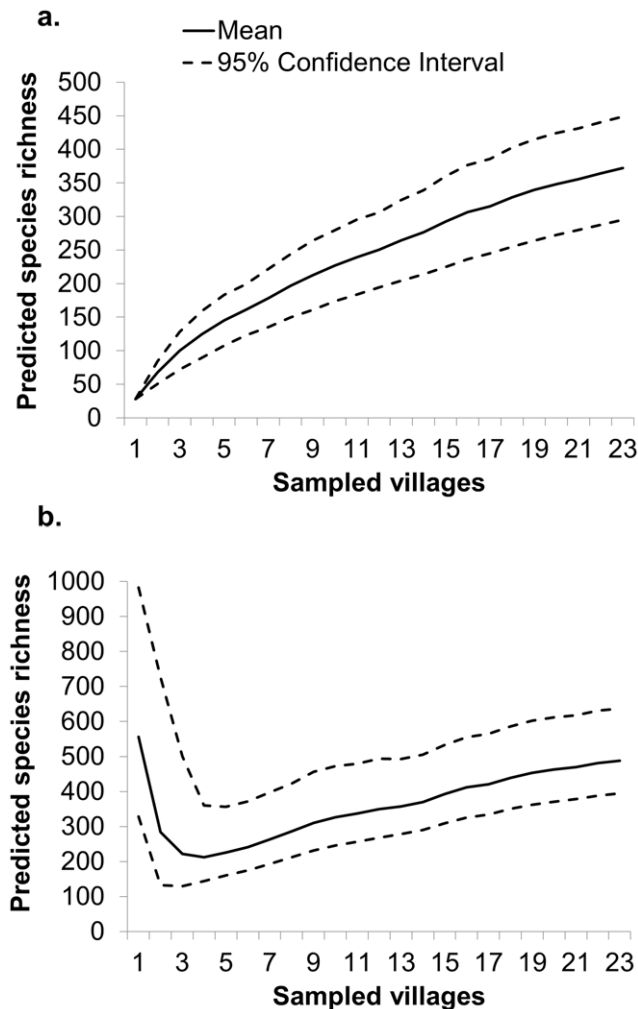 a.
Mean
95% Confidence Interval
Predicted species richness
500
450
400
350
300
250
200
150
100
50
0
1 3 5 7 9 11 13 15 17 19 21 23
Sampled villages
b.
Predicted species richness
1000
900
800
700
600
500
400
300
200
100
0
1 3 5 7 9 11 13 15 17 19 21 23
Sampled villages